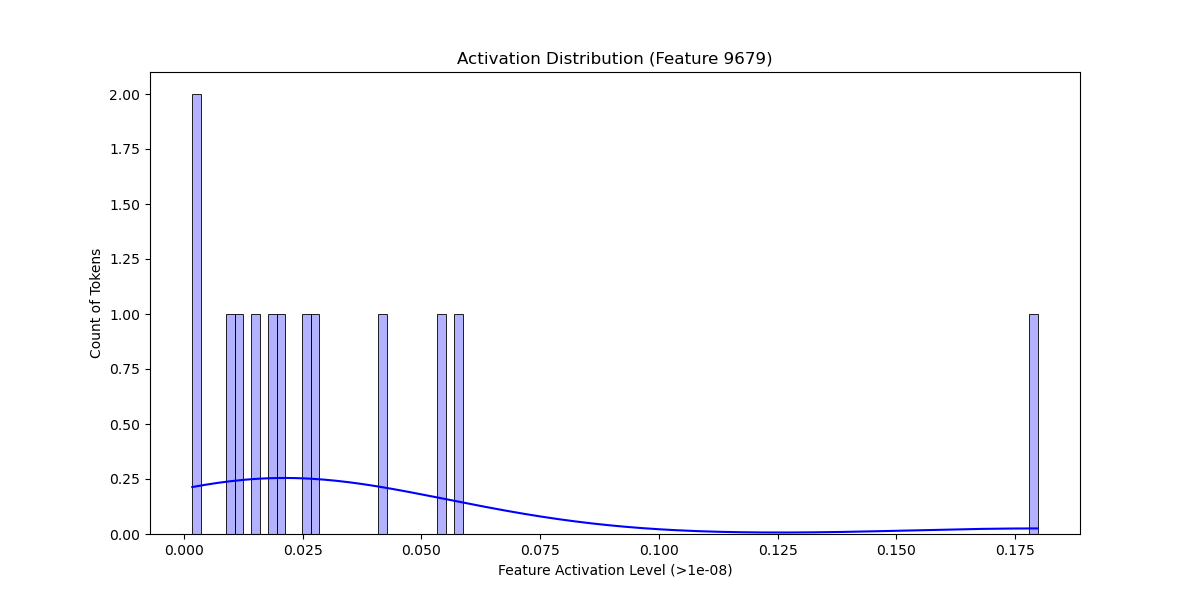 Activation Distribution (Feature 9679)
Count of Tokens
2.00
1.75
1.50
1.25
1.00
0.75
0.50
0.25
0.00
0.000 0.025 0.050 0.075 0.100 0.125 0.150 0.175
Feature Activation Level (>1e-08)